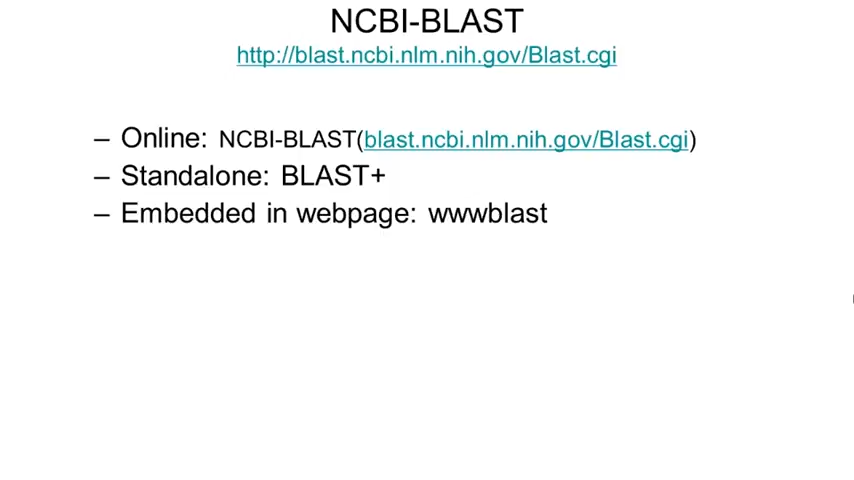 NCBI-BLAST
http://blast.ncbi.nlm.nih.gov/Blast.cgi
– Online: NCBI-BLAST(blast.ncbi.nlm.nih.gov/Blast.cgi)
– Standalone: BLAST+
– Embedded in webpage: wwwblast